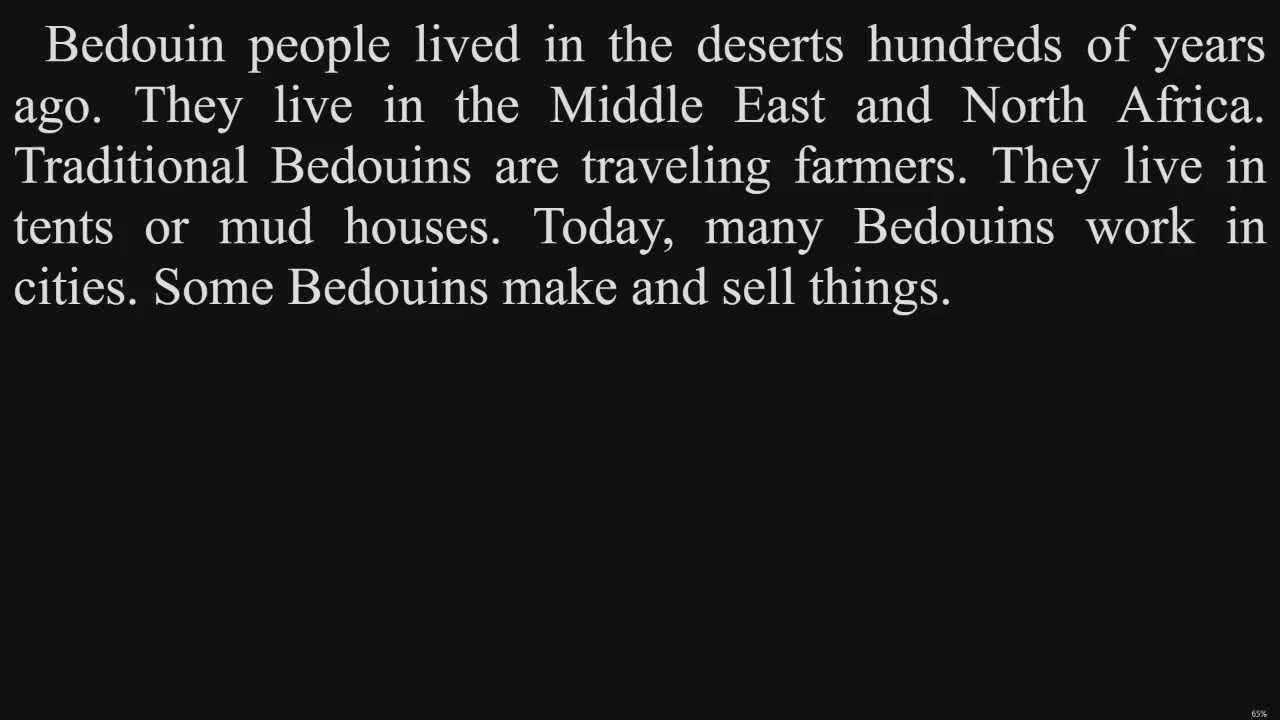 Bedouin people lived in the deserts hundreds of years
ago. They live in the Middle East and North Africa.
Traditional Bedouins are traveling farmers. They live in
tents or mud houses. Today, many Bedouins work in
cities. Some Bedouins make and sell things.
65%